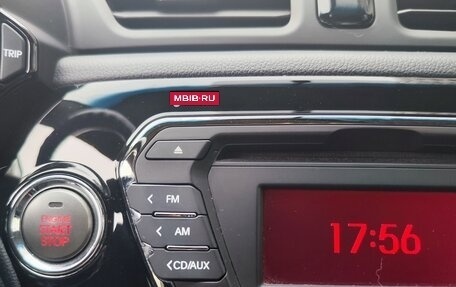 TRIP
MBIB.RU
FM
AM
CD/AUX
ENGINE
START
STOP
17:56